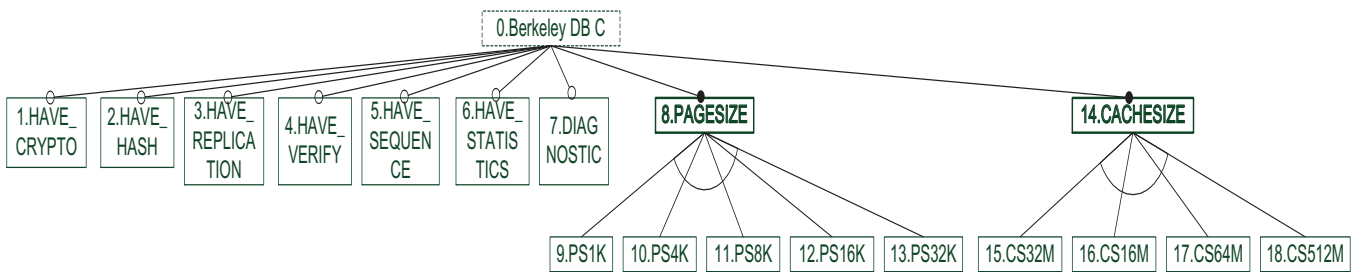 0.Berkeley DB C
1.HAVE_
CRYPTO
2.HAVE_
HASH
3.HAVE_
REPLICA
TION
4.HAVE_
VERIFY
5.HAVE_
SEQUEN
CE
6.HAVE_
STATIS
TICS
7.DIAG
NOSTIC
8.PAGESIZE
14.CACHESIZE
9.PS1K
10.PS4K
11.PS8K
12.PS16K
13.PS32K
15.CS32M
16.CS16M
17.CS64M
18.CS512M